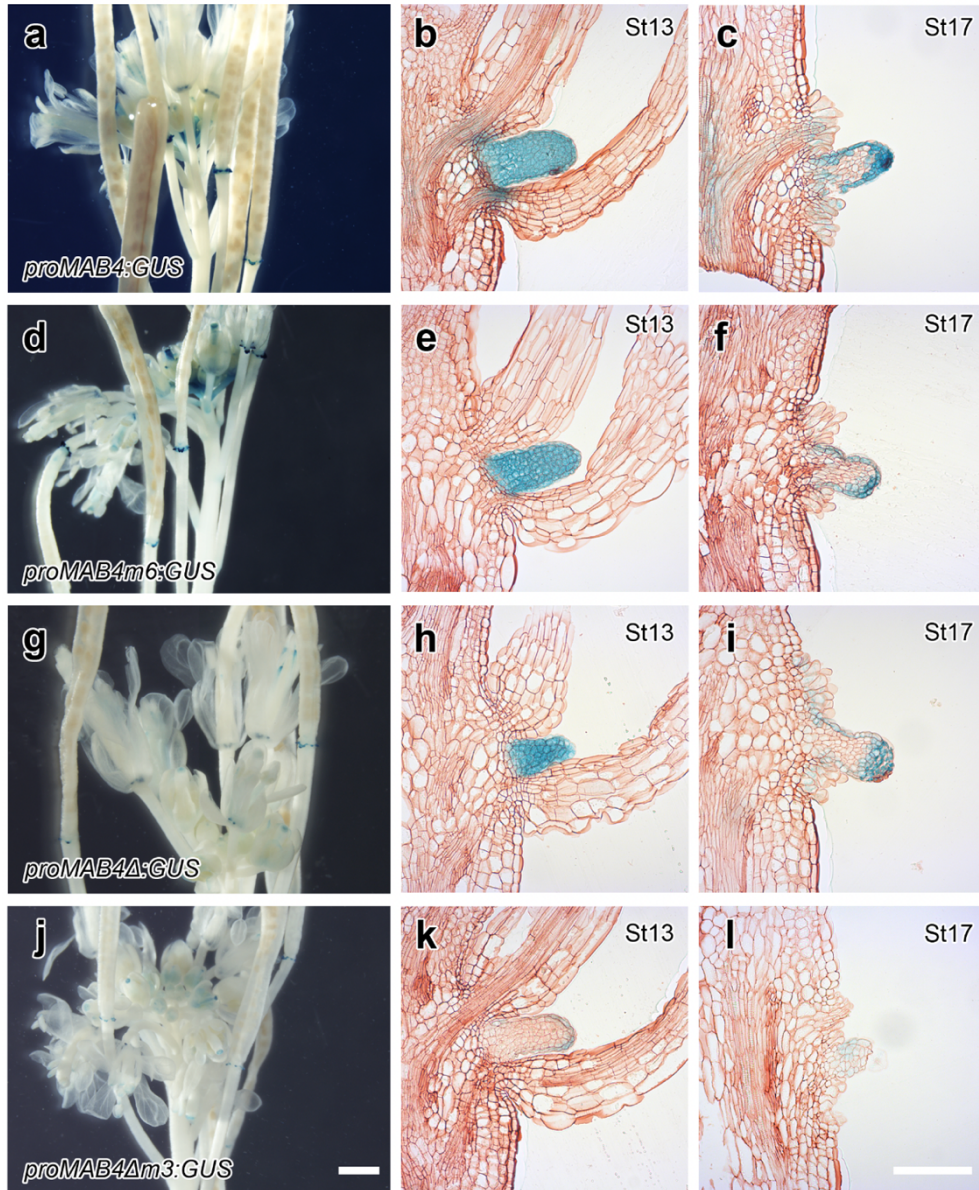 a
proMAB4:GUS
b
St13
c
St17
d
proMAB4m6:GUS
e
St13
f
St17
g
proMAB4Δ:GUS
h
St13
i
St17
j
proMAB4Δm3:GUS
k
St13
l
St17